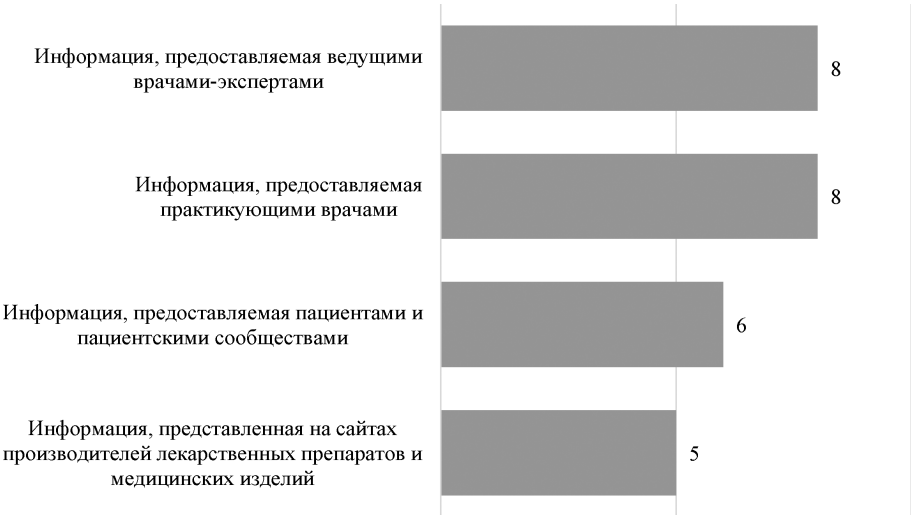 Информация, предоставляемая ведущими
врачами-экспертами
8
Информация, предоставляемая
практикующими врачами
8
Информация, предоставляемая пациентами и
пациентскими сообществами
6
Информация, представленная на сайтах
производителей лекарственных препаратов и
медицинских изделий
5